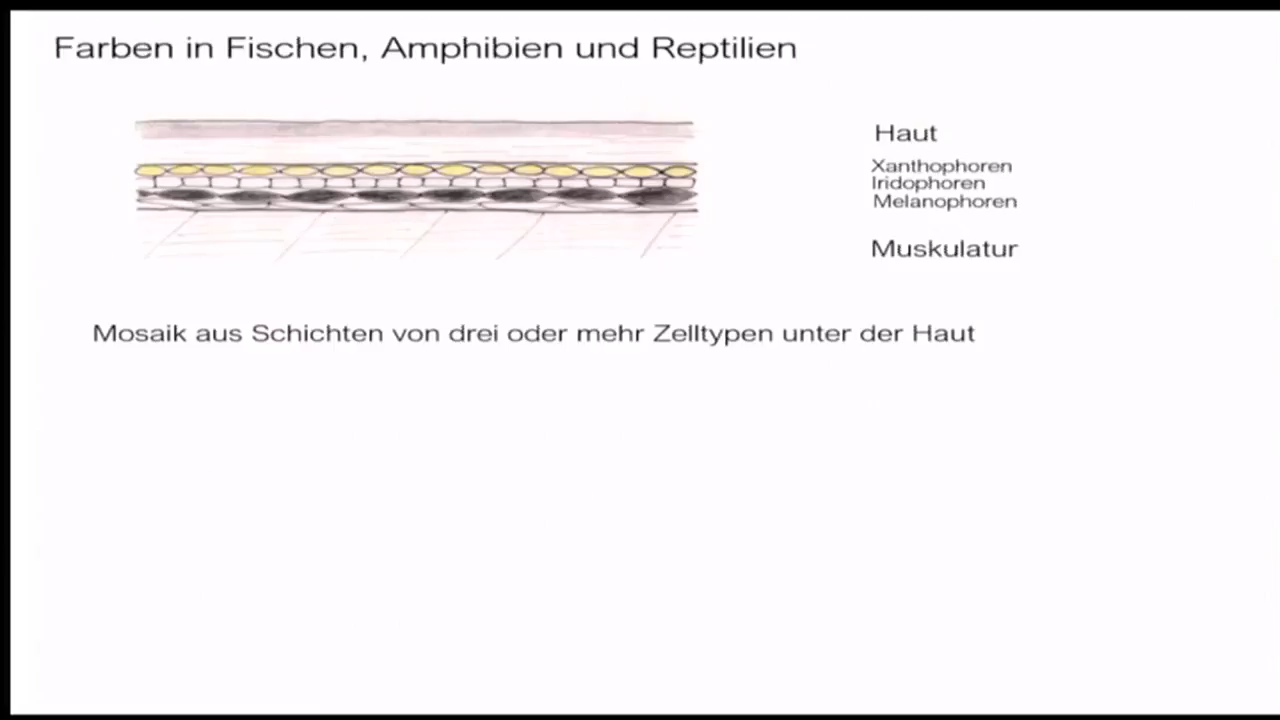 Farben in Fischen, Amphibien und Reptilien
Haut
Xanthophoren
Iridophoren
Melanophoren
Muskulatur
Mosaik aus Schichten von drei oder mehr Zelltypen unter der Haut